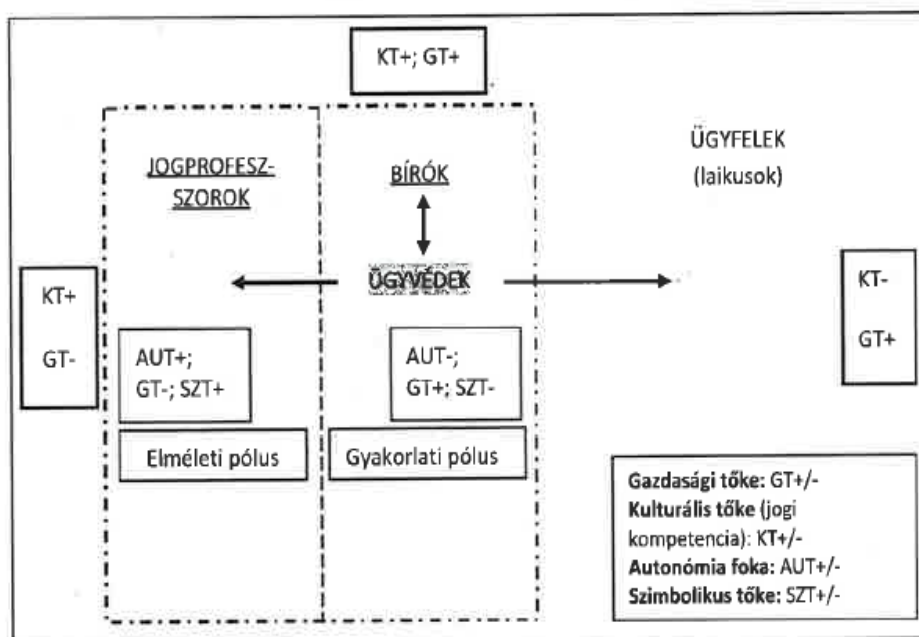 KT+; GT+
JOGPROFESZ-
SZOROK
BÍRÓK
ÜGYFELEK
(laikusok)
ÜGYVÉDEK
KT+
GT-
KT-
GT+
AUT+;
GT-; SZT+
AUT-;
GT+; SZT-
Elméleti pólus
Gyakorlati pólus
Gazdasági tőke: GT+/-
Kulturális tőke (jogi
kompetencia): KT+/-
Autonómia foka: AUT+/-
Szimbolikus tőke: SZT+/-